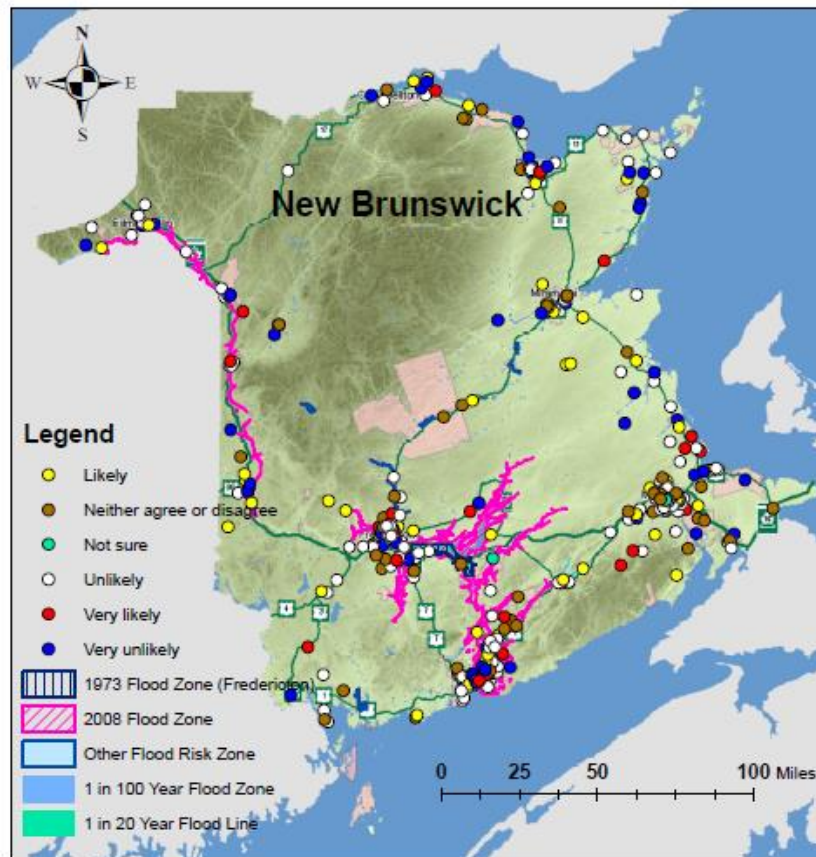 N
W E
S
New Brunswick
Legend
Likely
Neither agree or disagree
Not sure
Unlikely
Very likely
Very unlikely
1973 Flood Zone (Fredericton)
2008 Flood Zone
Other Flood Risk Zone
1 in 100 Year Flood Zone
1 in 20 Year Flood Line
0 25 50 100 Miles